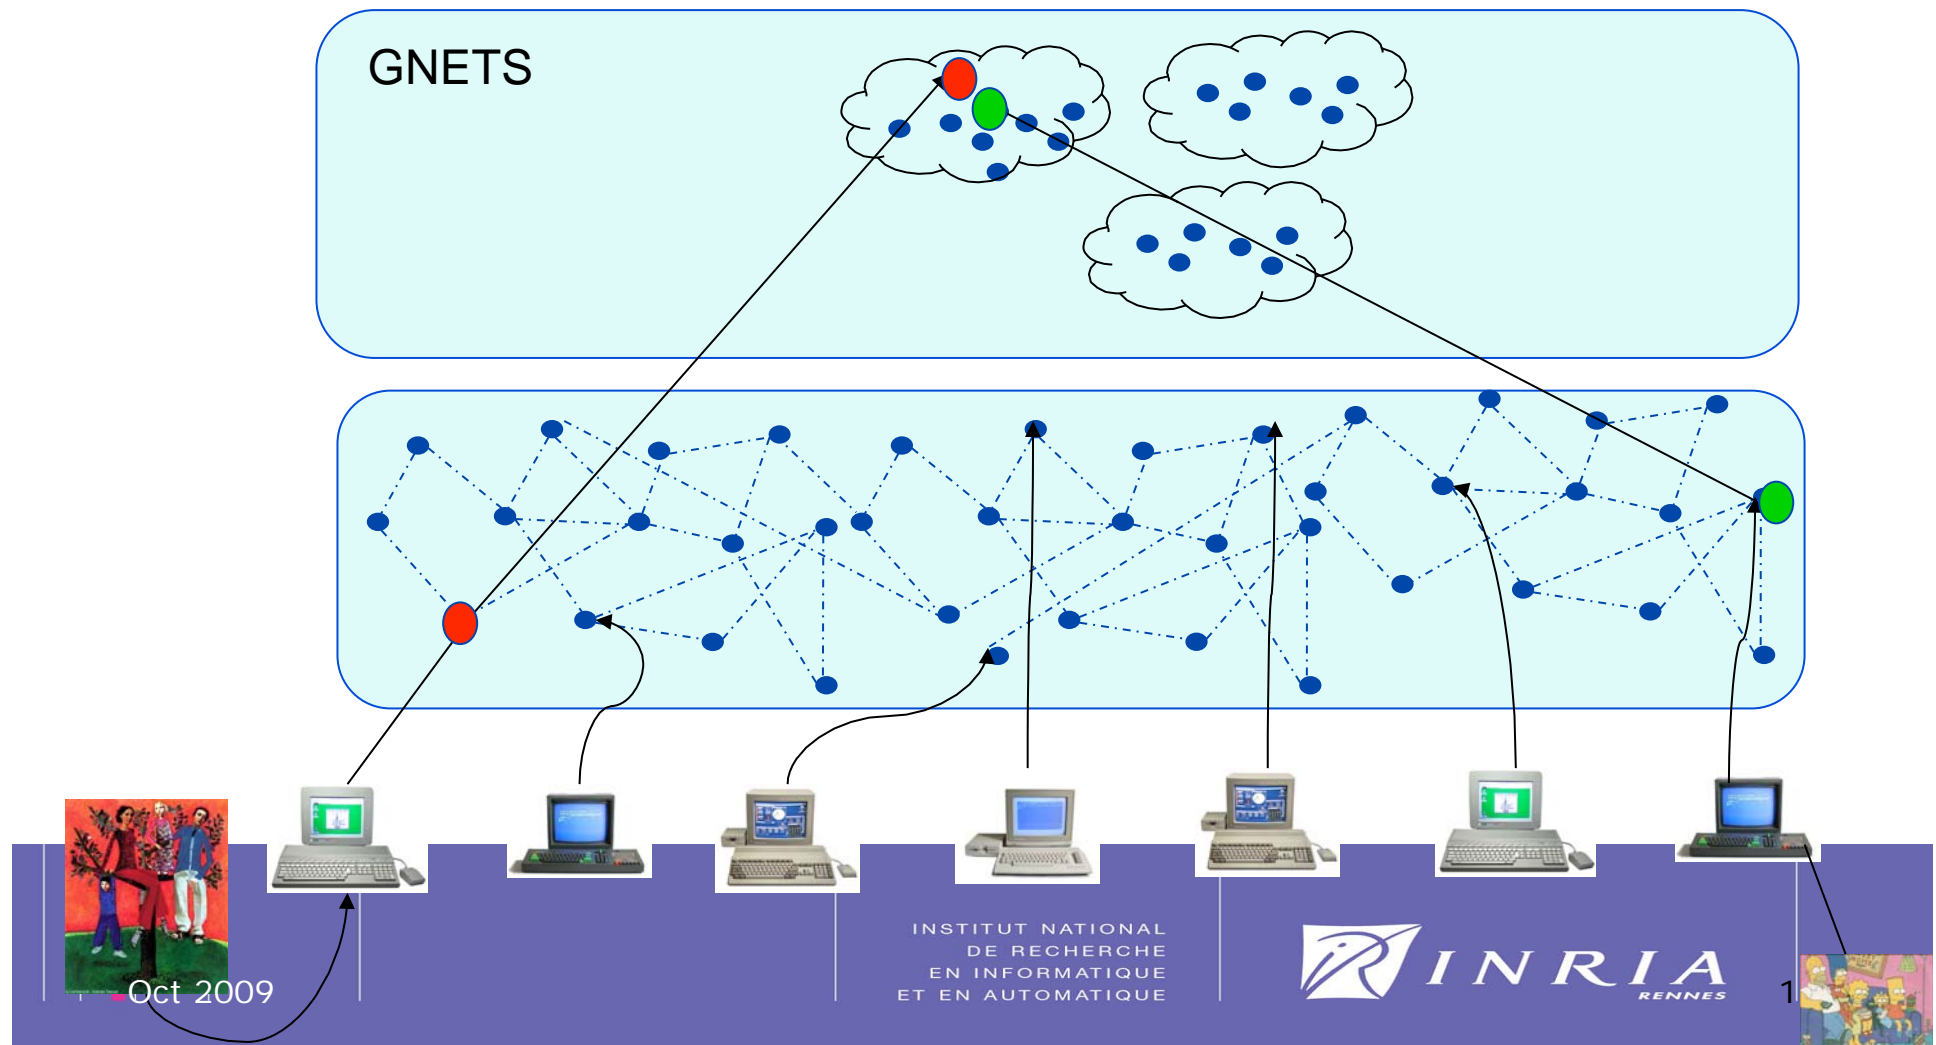 GNETS
INSTITUT NATIONAL
DE RECHERCHE
EN INFORMATIQUE
ET EN AUTOMATIQUE
INRIA
RENNES
Oct 2009
1